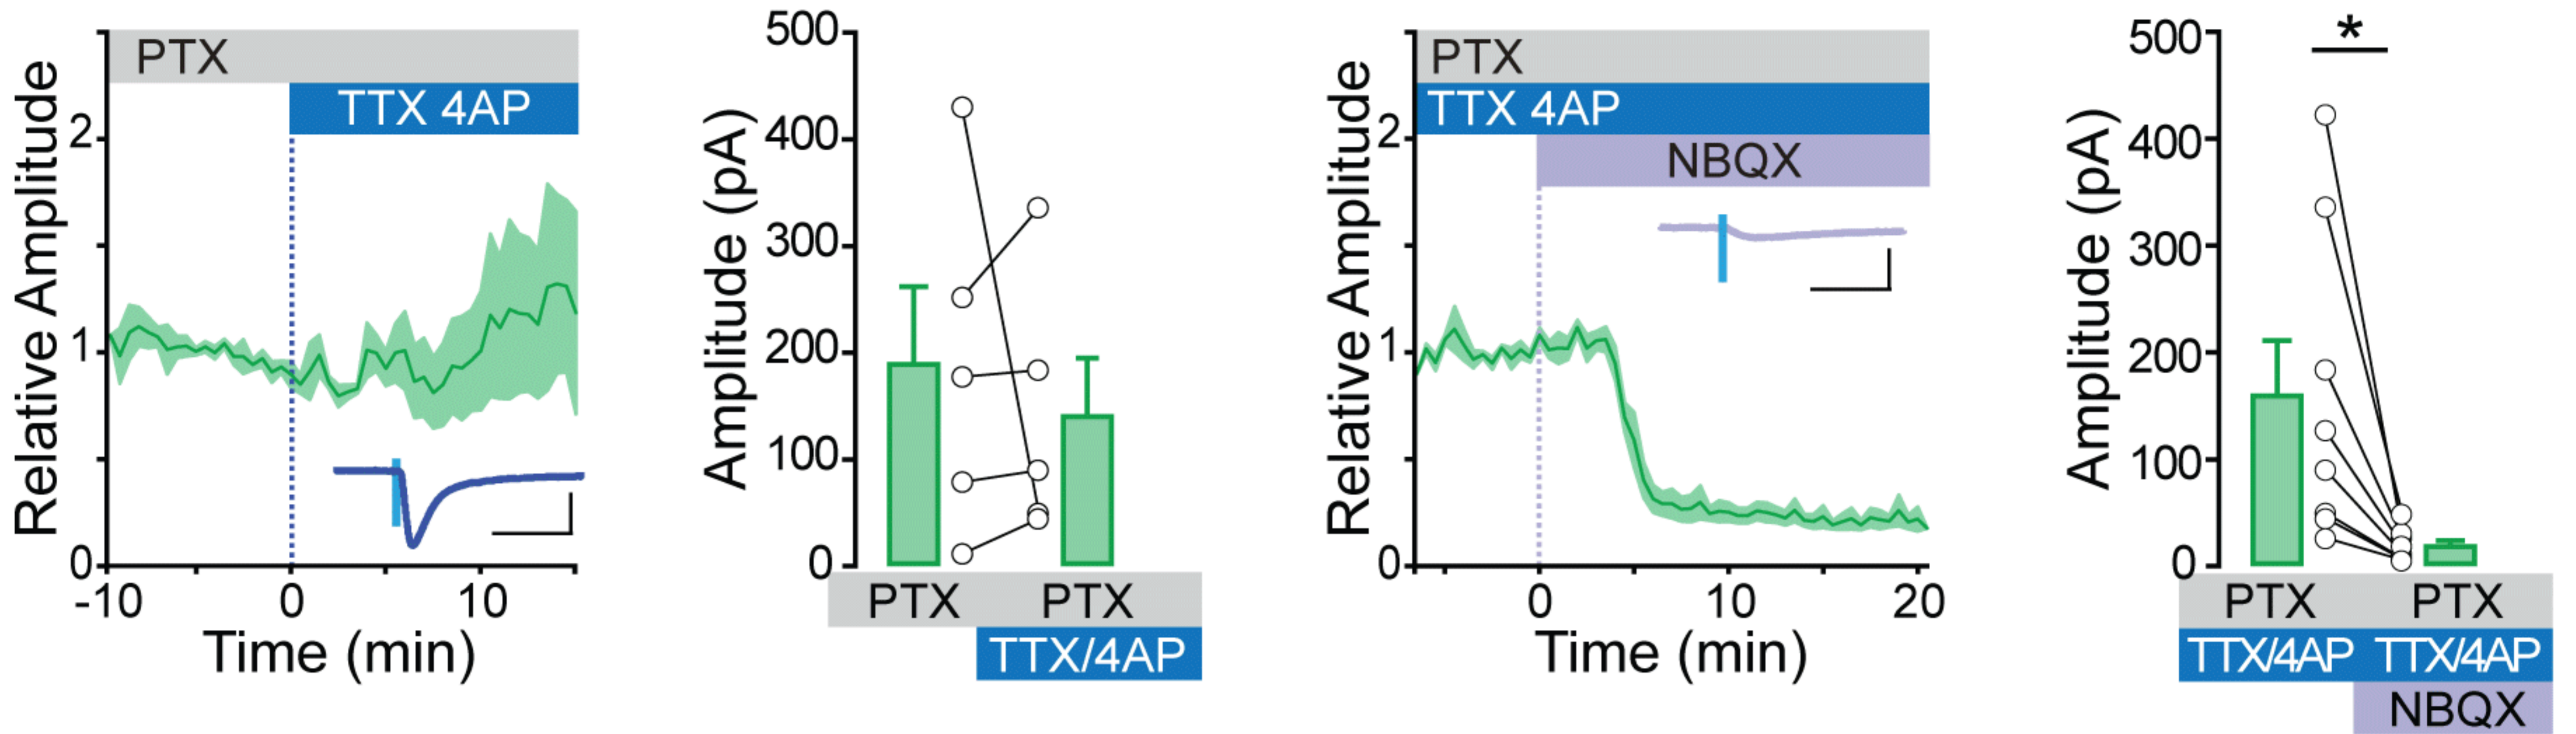 Relative Amplitude
PTX
TTX 4AP
2
1
0
-10 0 10
Time (min)
Amplitude (pA)
500
400
300
200
100
0
PTX PTX
TTX/4AP
Relative Amplitude
PTX
TTX 4AP
NBQX
2
1
0
0 10 20
Time (min)
Amplitude (pA)
500
400
300
200
100
0
*
PTX PTX
TTX/4AP TTX/4AP
NBQX